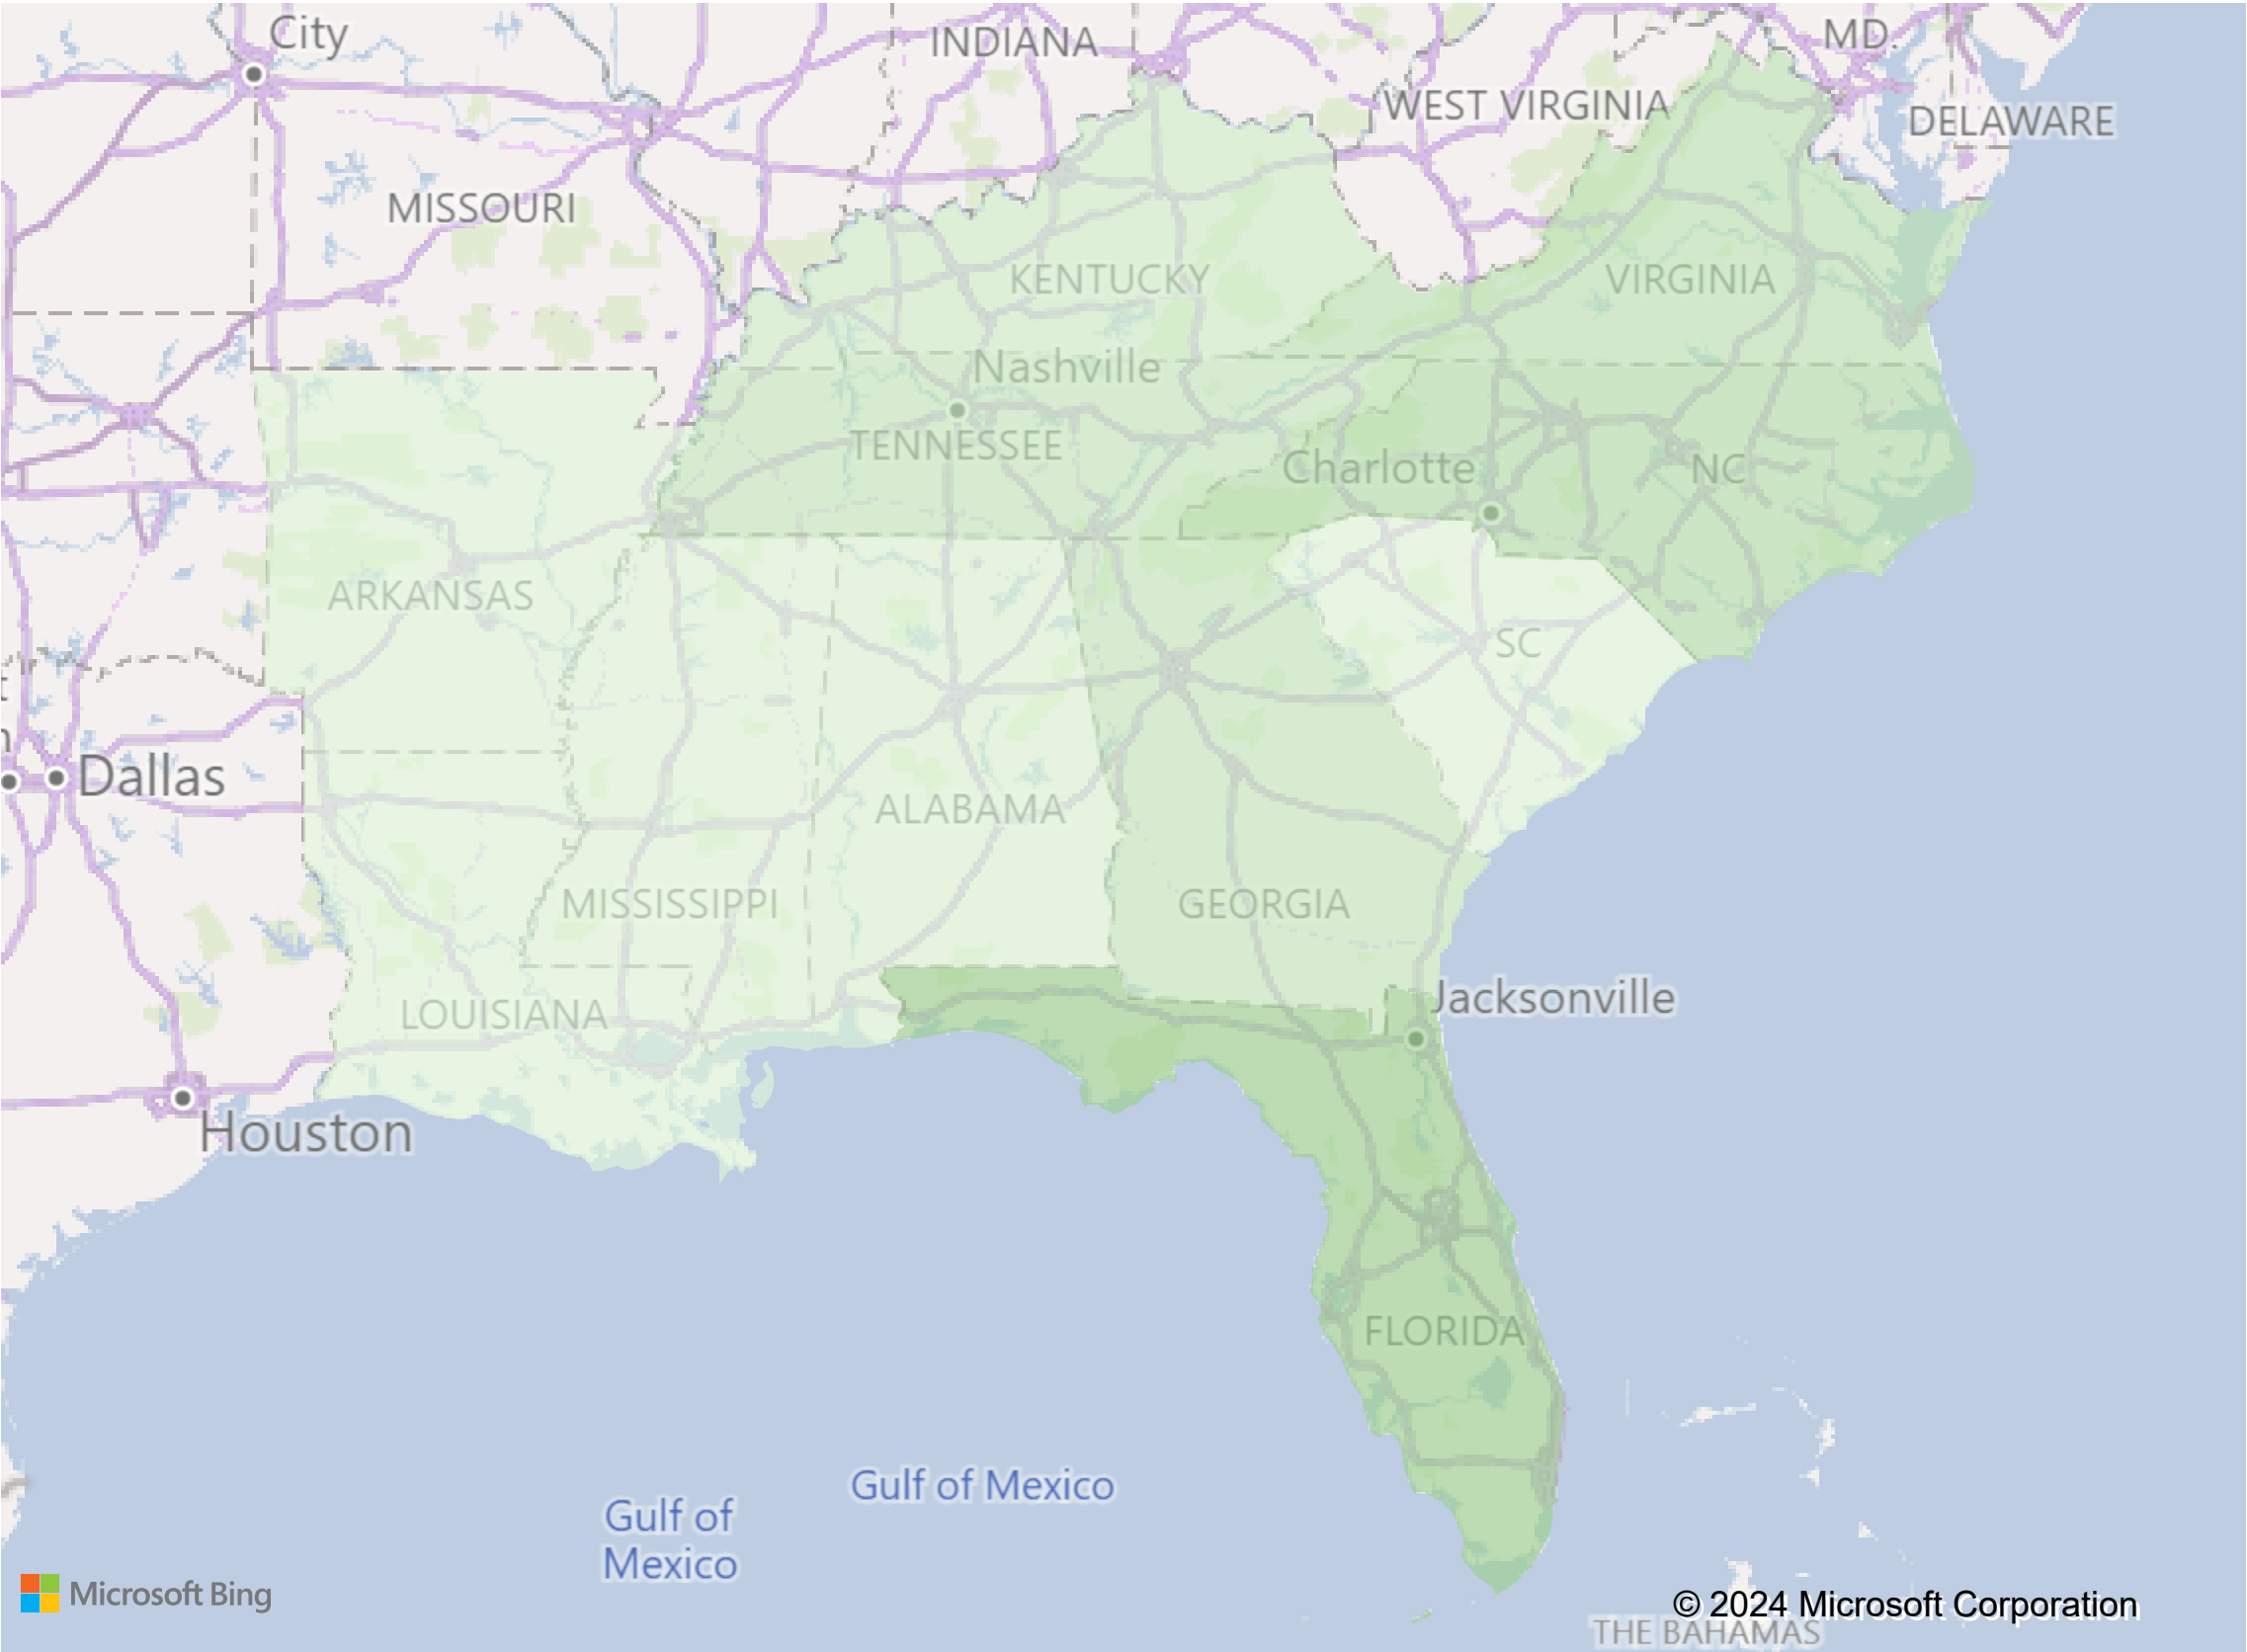 City
INDIANA
MD.
WEST VIRGINIA
DELAWARE
MISSOURI
KENTUCKY
VIRGINIA
Nashville
TENNESSEE
Charlotte
NC
ARKANSAS
SC
Dallas
ALABAMA
MISSISSIPPI
GEORGIA
LOUISIANA
Jacksonville
Houston
FLORIDA
Gulf of Mexico
Gulf of
Mexico
Microsoft Bing
© 2024 Microsoft Corporation
THE BAHAMAS